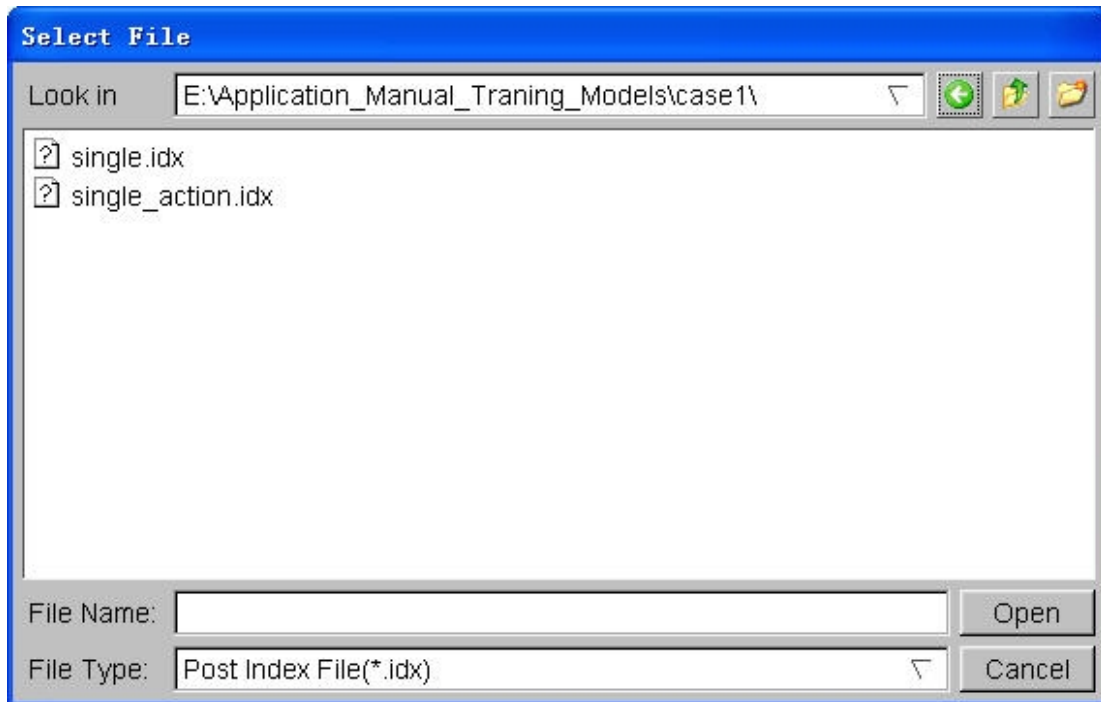 Select File
Look in E:\Application_Manual_Traning_Models\case1\
single.idx
single_action.idx
File Name: Open
File Type: Post Index File(*.idx) Cancel